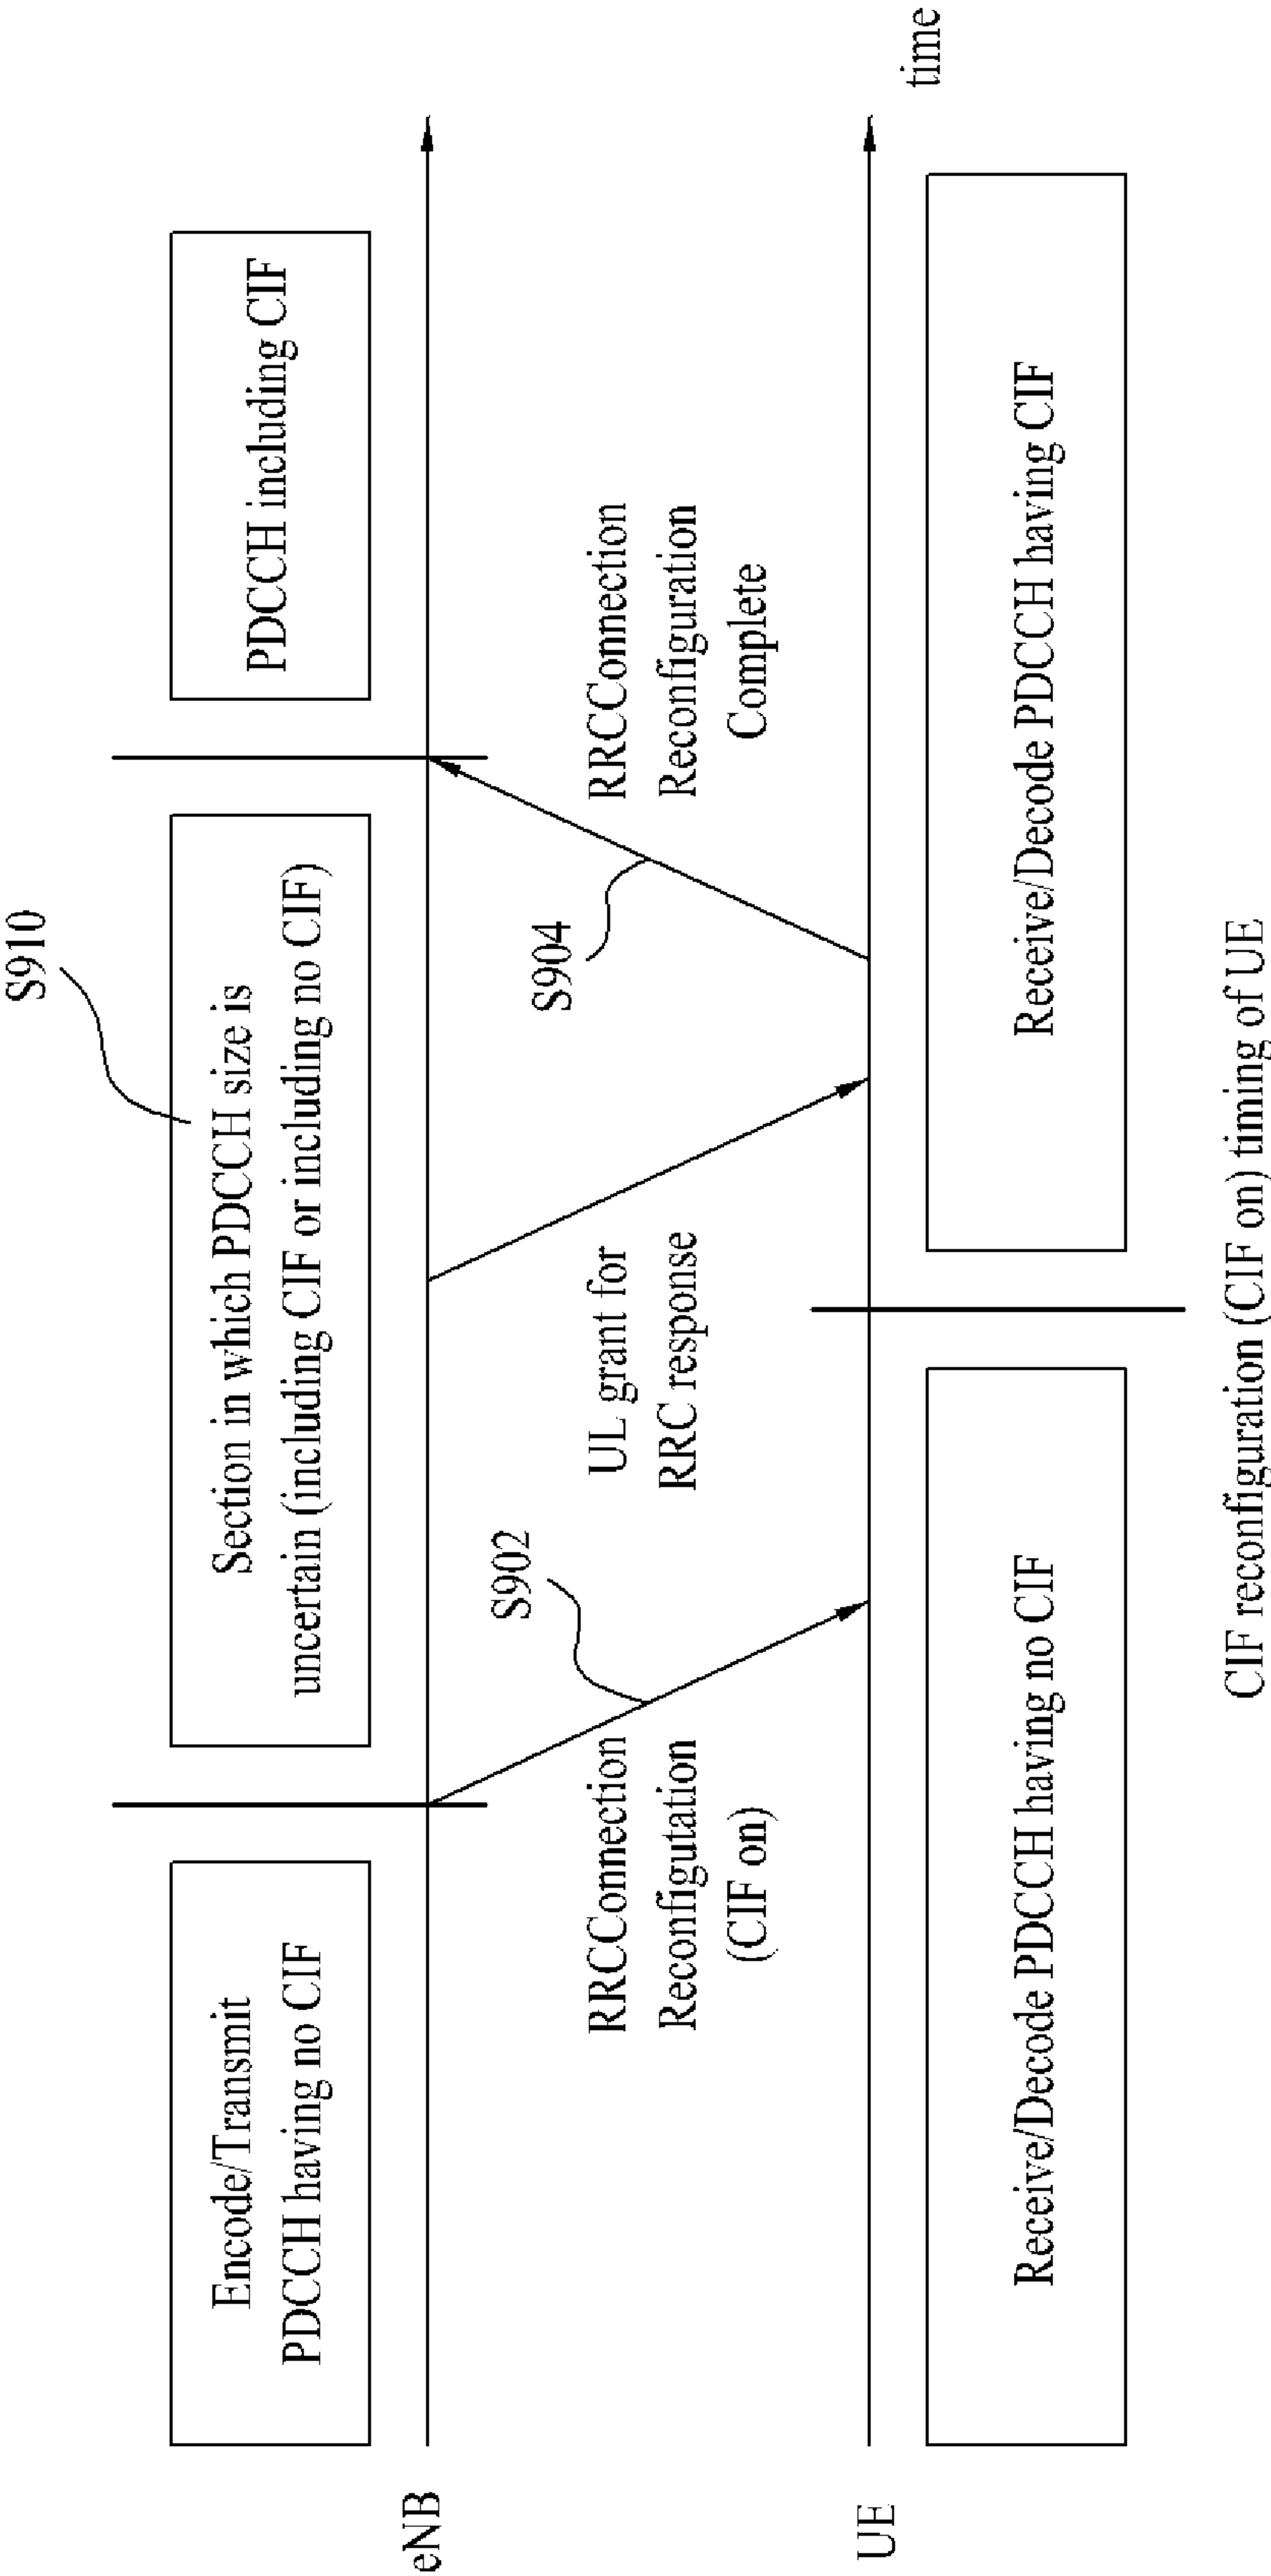 S910
Encode/Transmit
PDCCH having no CIF
Section in which PDCCH size is
uncertain (including CIF or including no CIF)
PDCCH including CIF
eNB
S902
S904
RRCConnection
Reconfigutation
(CIF on)
UL grant for
RRC response
RRCConnection
Reconfiguration
Complete
UE
time
Receive/Decode PDCCH having no CIF
Receive/Decode PDCCH having CIF
CIF reconfiguration (CIF on) timing of UE